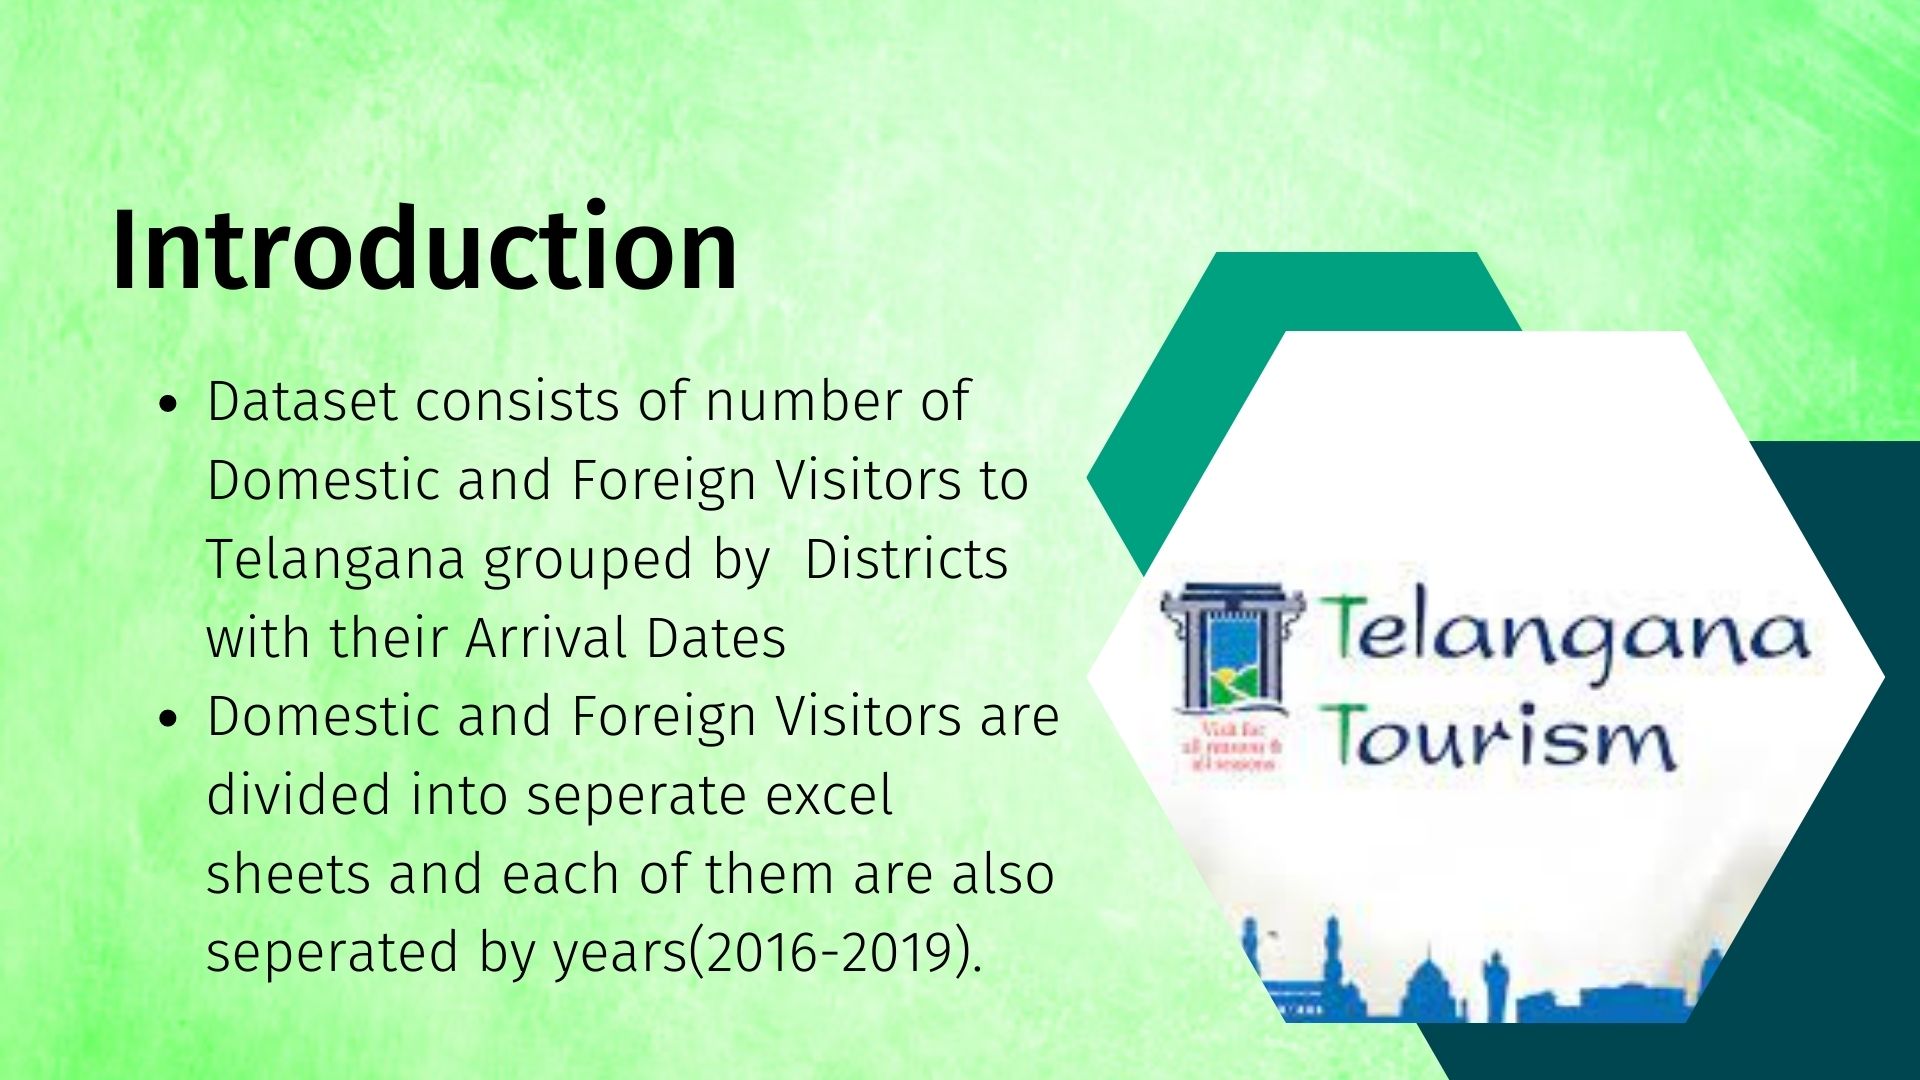 Introduction
• Dataset consists of number of
Domestic and Foreign Visitors to
Telangana grouped by  Districts
with their Arrival Dates
• Domestic and Foreign Visitors are
divided into seperate excel
sheets and each of them are also
seperated by years(2016-2019).
Telangana
Tourism
Visit for
all reasons &
all seasons